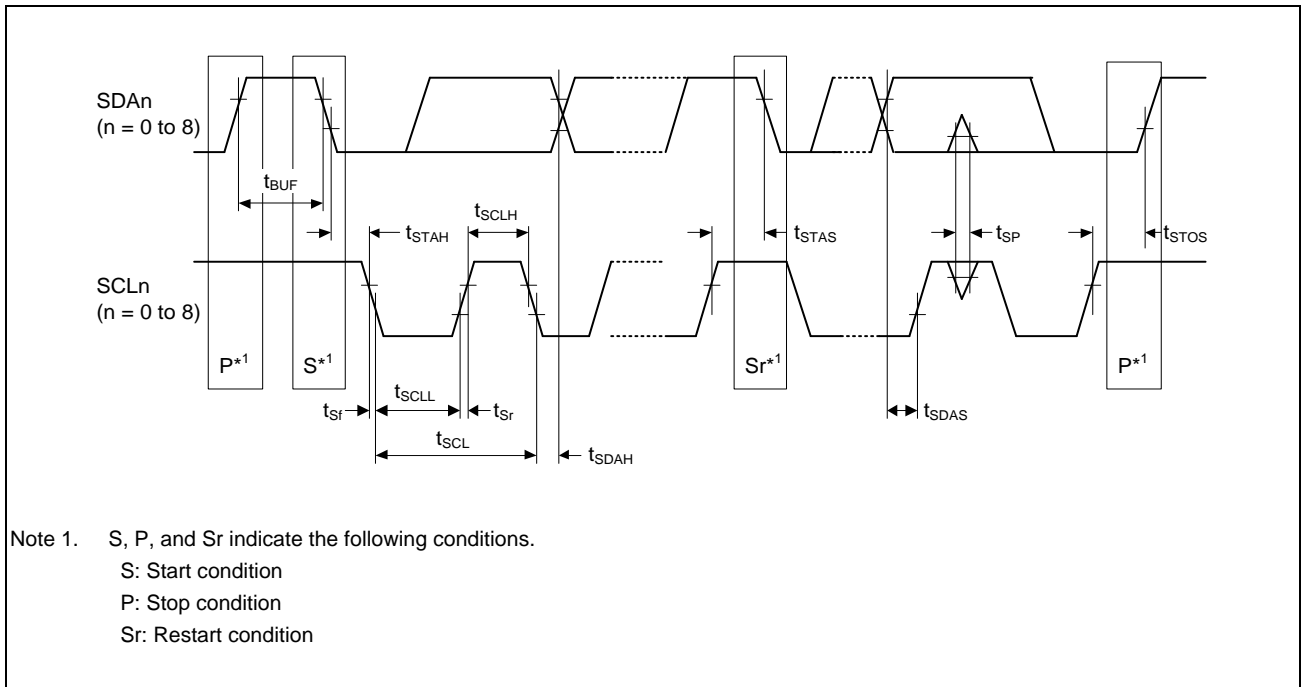 SDAn
(n = 0 to 8)
tBUF
tSCLH
tSTAH
tSTAS
tSP
tSTOS
SCLn
(n = 0 to 8)
P*1
S*1
Sr*1
P*1
tSCLL
tSf
tSr
tSDAS
tSCL
tSDAH
Note 1. S, P, and Sr indicate the following conditions.
S: Start condition
P: Stop condition
Sr: Restart condition